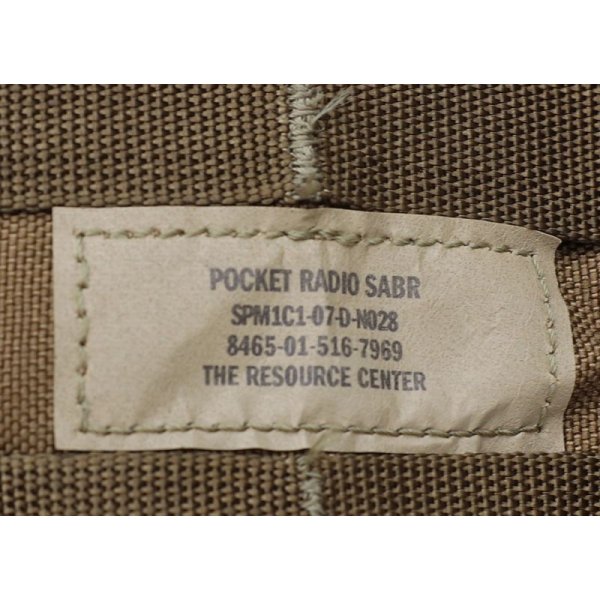 POCKET RADIO SABR
SPM1C1-07-D-N028
8465-01-516-7969
THE RESOURCE CENTER